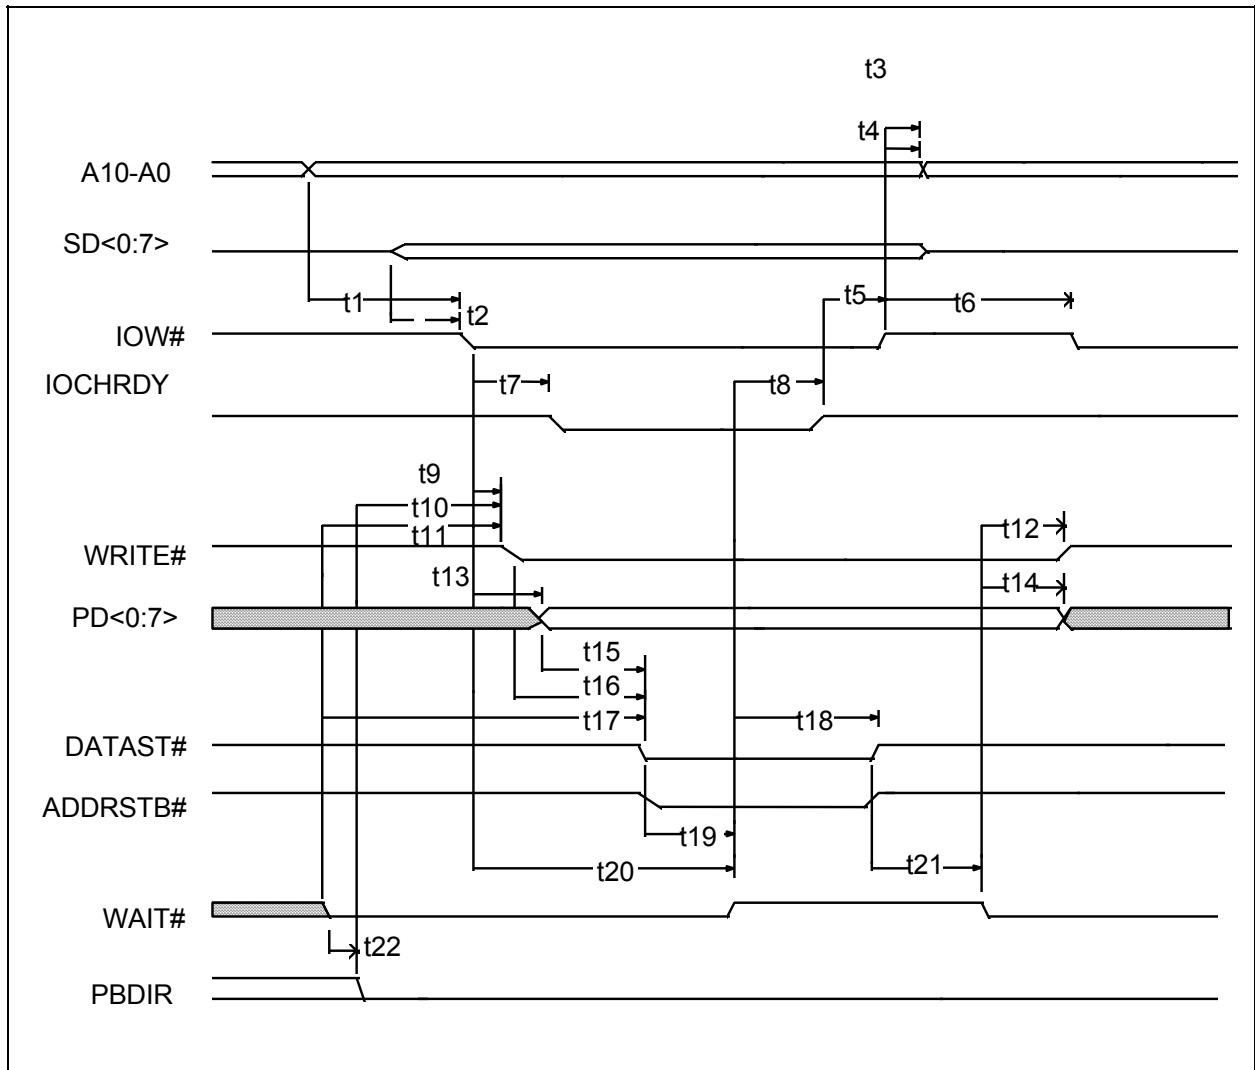 t3
t4
A10-A0
SD<0:7>
t1
t2
t5
t6
IOW#
IOCHRDY
t7
t8
t9
t10
t11
t12
WRITE#
t13
t14
PD<0:7>
t15
t16
t17
t18
DATAST#
ADDRSTB#
t19
t20
t21
WAIT#
t22
PBDIR